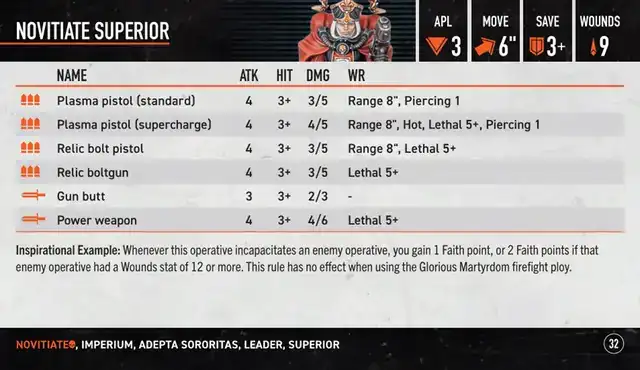 NOVITIATE SUPERIOR
APL MOVE SAVE WOUNDS
3 6" 3+ 9
NAME ATK HIT DMG WR
Plasma pistol (standard) 4 3+ 3/5 Range 8", Piercing 1
Plasma pistol (supercharge) 4 3+ 4/5 Range 8", Hot, Lethal 5+, Piercing 1
Relic bolt pistol 4 3+ 3/5 Range 8", Lethal 5+
Relic boltgun 4 3+ 3/5 Lethal 5+
Gun butt 3 3+ 2/3 -
Power weapon 4 3+ 4/6 Lethal 5+
Inspirational Example: Whenever this operative incapacitates an enemy operative, you gain 1 Faith point, or 2 Faith points if that
enemy operative had a Wounds stat of 12 or more. This rule has no effect when using the Glorious Martyrdom firefight ploy.
NOVITIATE, IMPERIUM, ADEPTA SORORITAS, LEADER, SUPERIOR
32